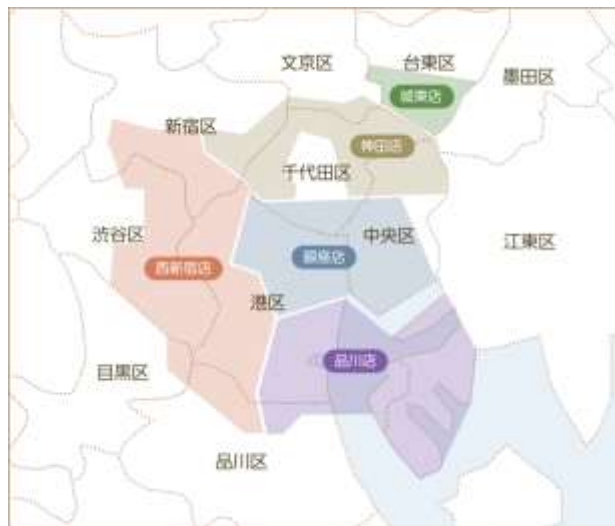 文京区
台東区
墨田区
城東店
新宿区
神田店
千代田区
渋谷区
中央区
江東区
銀座店
西新宿店
港区
品川店
目黒区
品川区